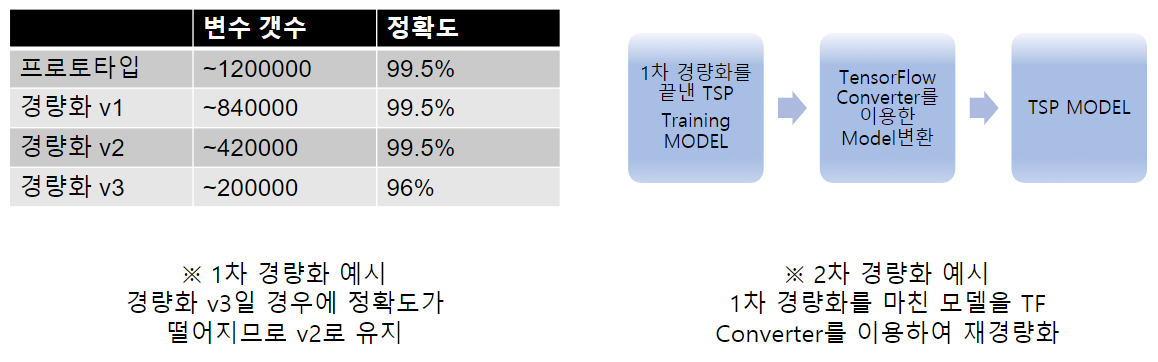 변수 갯수 정확도
프로토타입 ~1200000 99.5%
경량화 v1 ~840000 99.5%
경량화 v2 ~420000 99.5%
경량화 v3 ~200000 96%
※ 1차 경량화 예시
경량화 v3일 경우에 정확도가
떨어지므로 v2로 유지
1차 경량화를
끝낸 TSP
Training
MODEL
TensorFlow
Converter를
이용한
Model변환
TSP MODEL
※ 2차 경량화 예시
1차 경량화를 마친 모델을 TF
Converter를 이용하여 재경량화